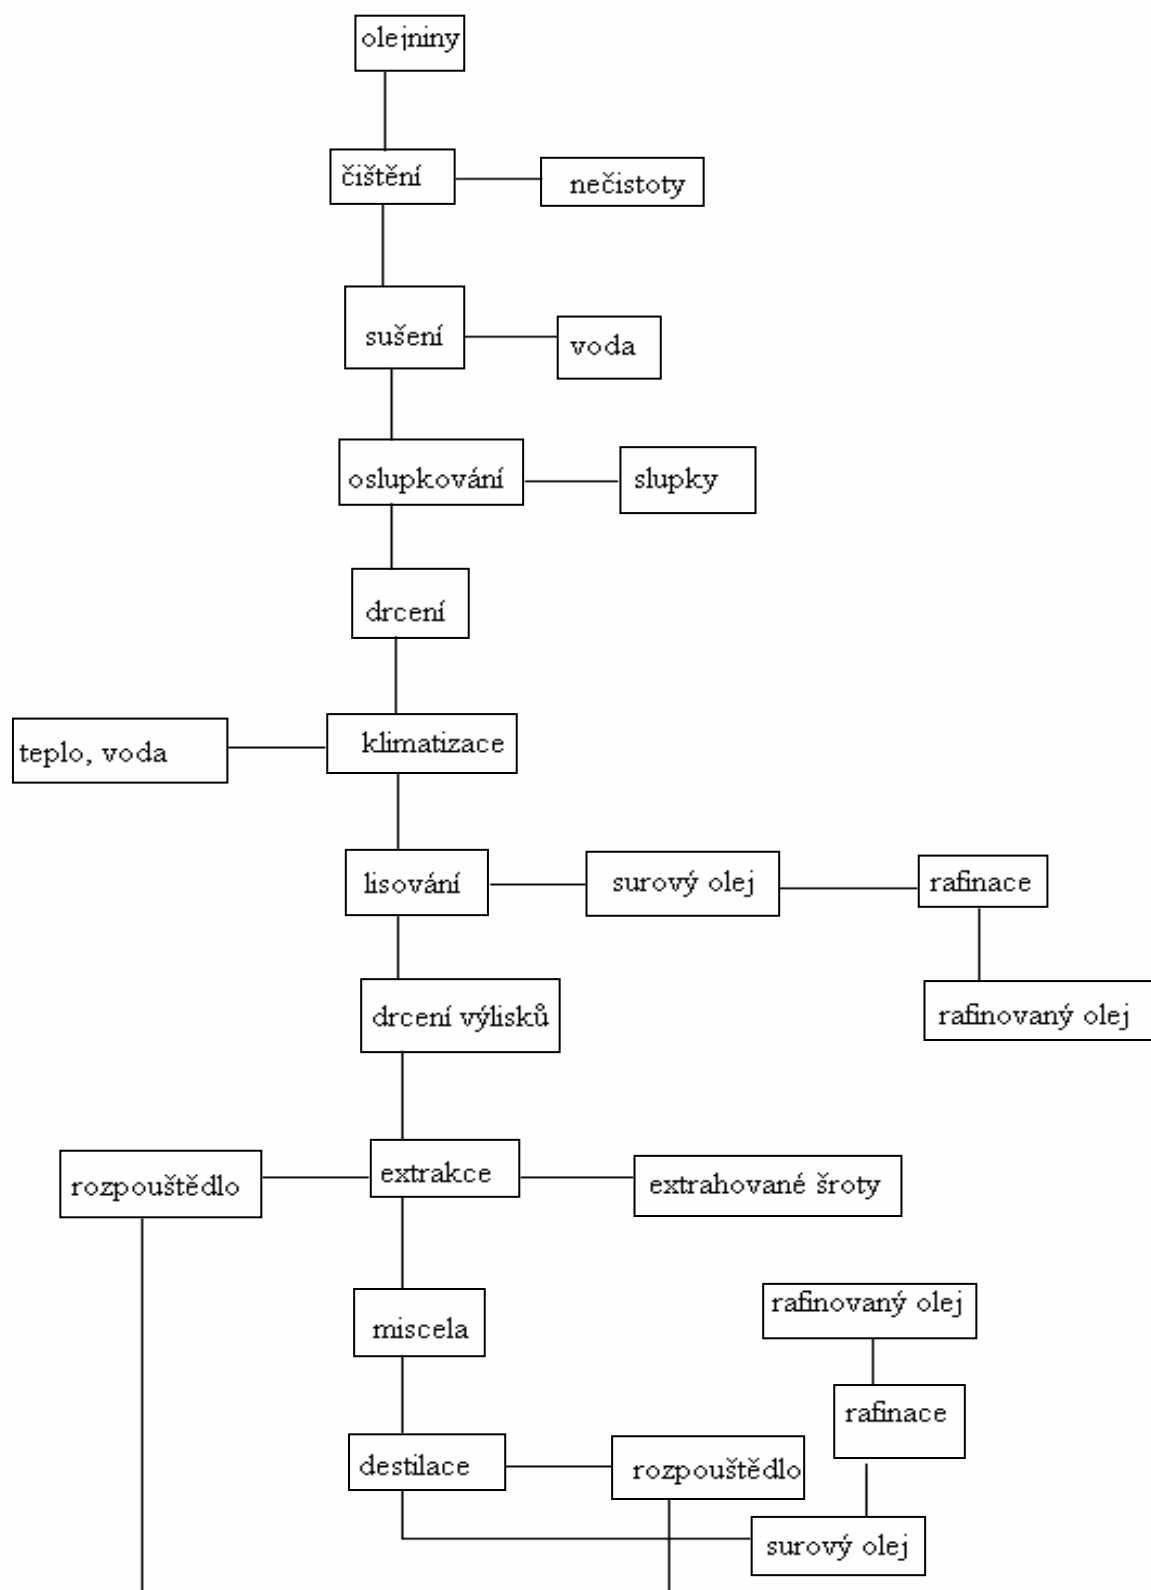 olejniny
čištění
nečistoty
sušení
voda
oslupkování
slupky
drcení
teplo, voda
klimatizace
lisování
surový olej
rafinace
drcení výlisků
rafinovaný olej
rozpouštědlo
extrakce
extrahované šroty
miscela
rafinovaný olej
rafinace
destilace
rozpouštědlo
surový olej